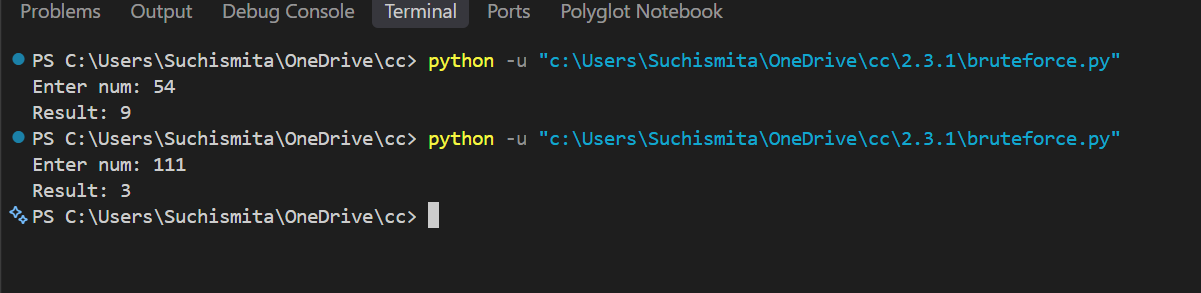 Problems Output Debug Console Terminal Ports Polyglot Notebook
PS C:\Users\Suchismita\OneDrive\cc> python -u "c:\Users\Suchismita\OneDrive\cc\2.3.1\bruteforce.py"
Enter num: 54
Result: 9
PS C:\Users\Suchismita\OneDrive\cc> python -u "c:\Users\Suchismita\OneDrive\cc\2.3.1\bruteforce.py"
Enter num: 111
Result: 3
PS C:\Users\Suchismita\OneDrive\cc>